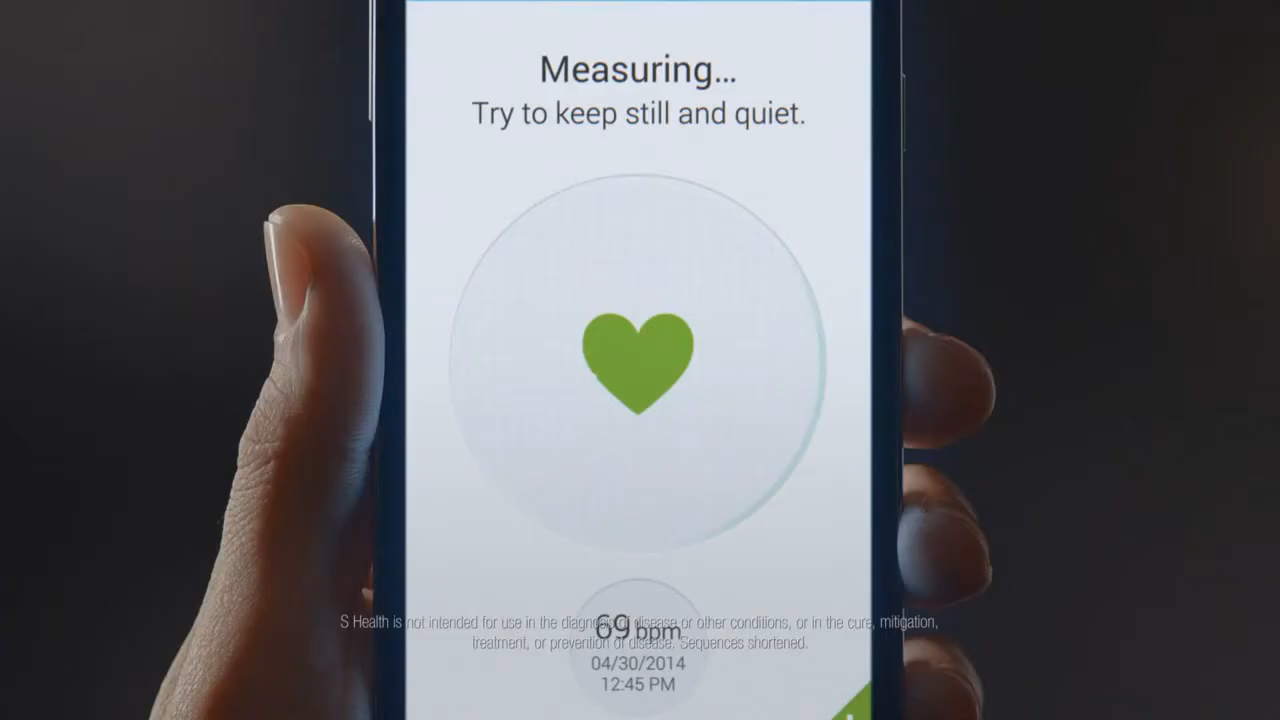 Measuring...
Try to keep still and quiet.
S Health is not intended for use in the diagnosis of disease or other conditions, or in the cure, mitigation,
69 bpm
treatment, or prevention of disease. Sequences shortened.
04/30/2014
12:45 PM